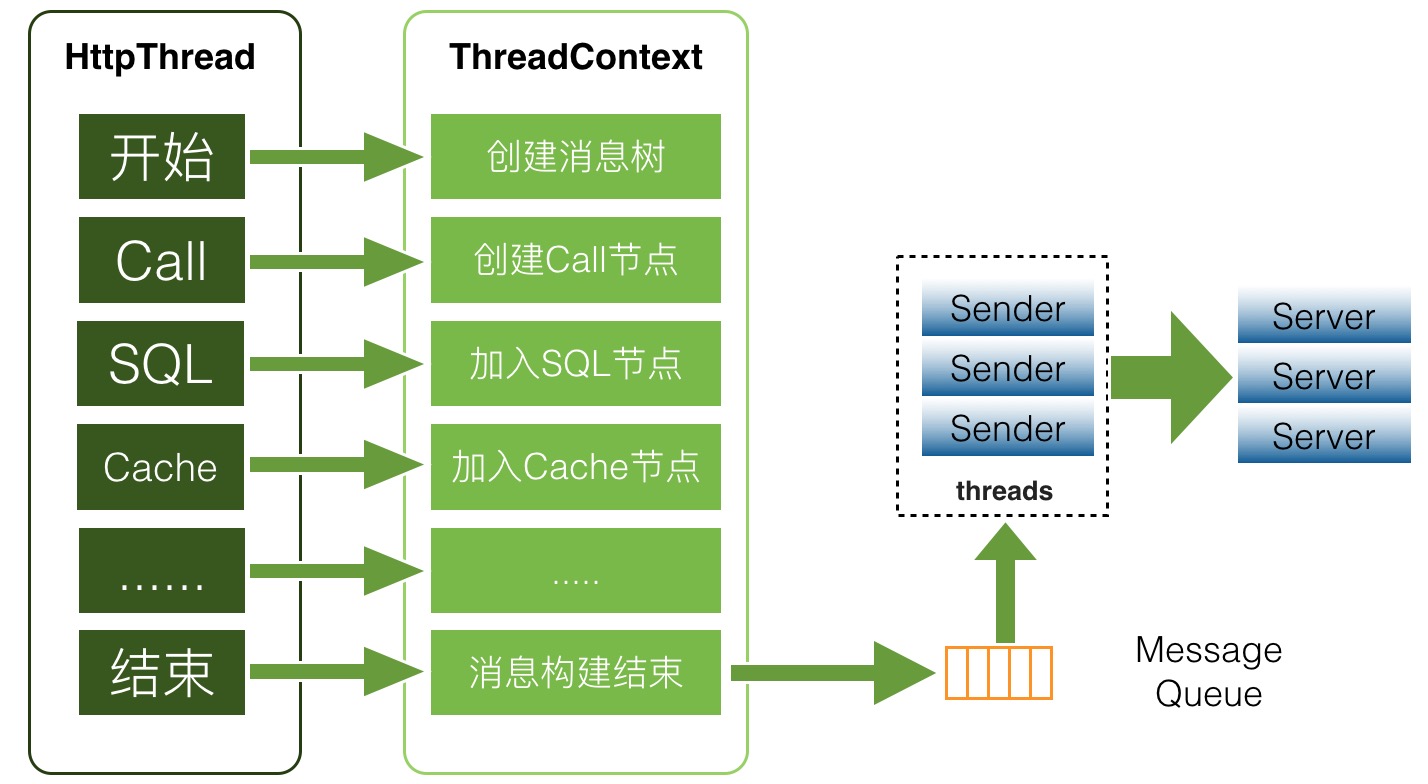 HttpThread
开始
Call
SQL
Cache
......
结束
ThreadContext
创建消息树
创建Call节点
加入SQL节点
加入Cache节点
.....
消息构建结束
Sender
Sender
Sender
threads
Server
Server
Server
Message
Queue